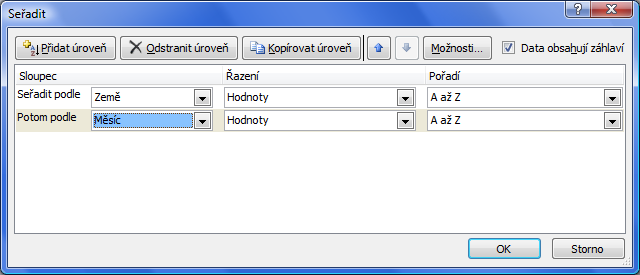 Seřadit
Přidat úroveň Odstranit úroveň Kopírovat úroveň Možnosti... Data obsahují záhlaví
Sloupec Řazení Pořadí
Seřadit podle Země Hodnoty A až Z
Potom podle Měsíc Hodnoty A až Z
OK Storno